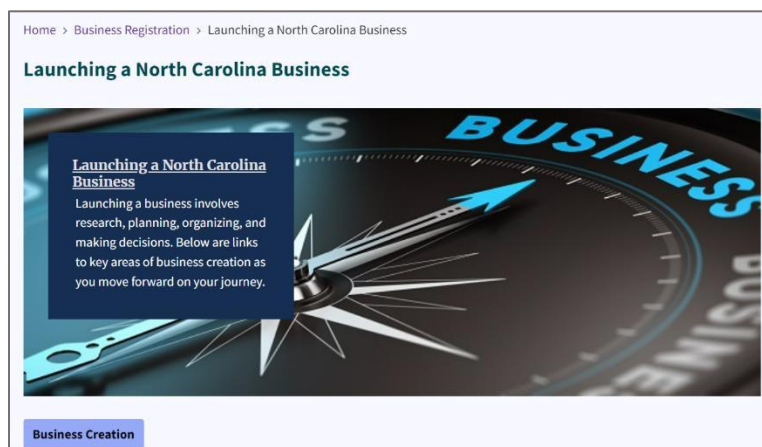 Home > Business Registration > Launching a North Carolina Business
Launching a North Carolina Business
BUSINESS
Launching a North Carolina
Business
Launching a business involves
research, planning, organizing, and
making decisions. Below are links
to key areas of business creation as
you move forward on your journey.
Business Creation